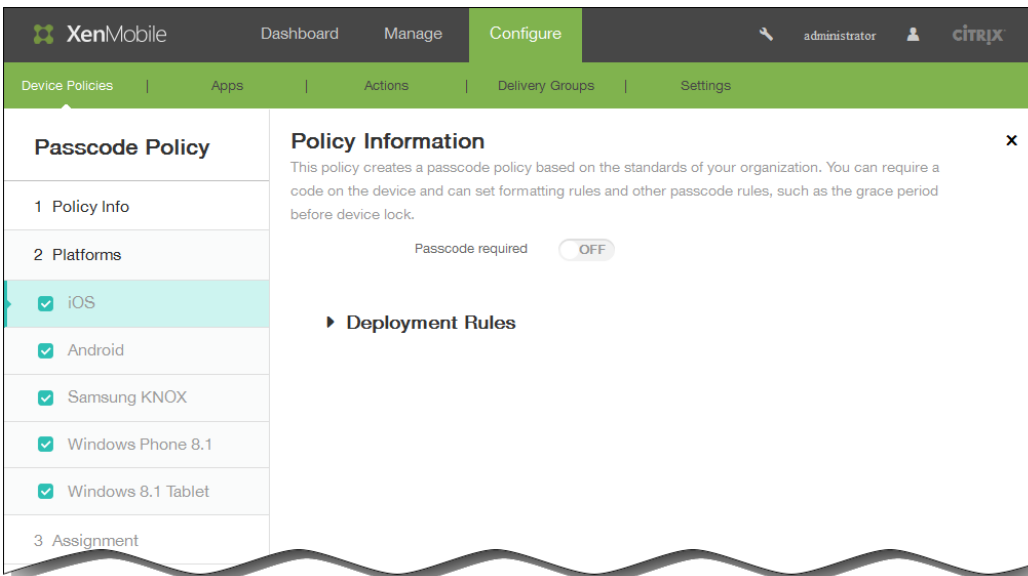 XenMobile Dashboard Manage Configure administrator CİTRIX
Device Policies | Apps | Actions | Delivery Groups | Settings
Passcode Policy
1 Policy Info
2 Platforms
iOS
Android
Samsung KNOX
Windows Phone 8.1
Windows 8.1 Tablet
3 Assignment
Policy Information
This policy creates a passcode policy based on the standards of your organization. You can require a
code on the device and can set formatting rules and other passcode rules, such as the grace period
before device lock.
Passcode required OFF
Deployment Rules